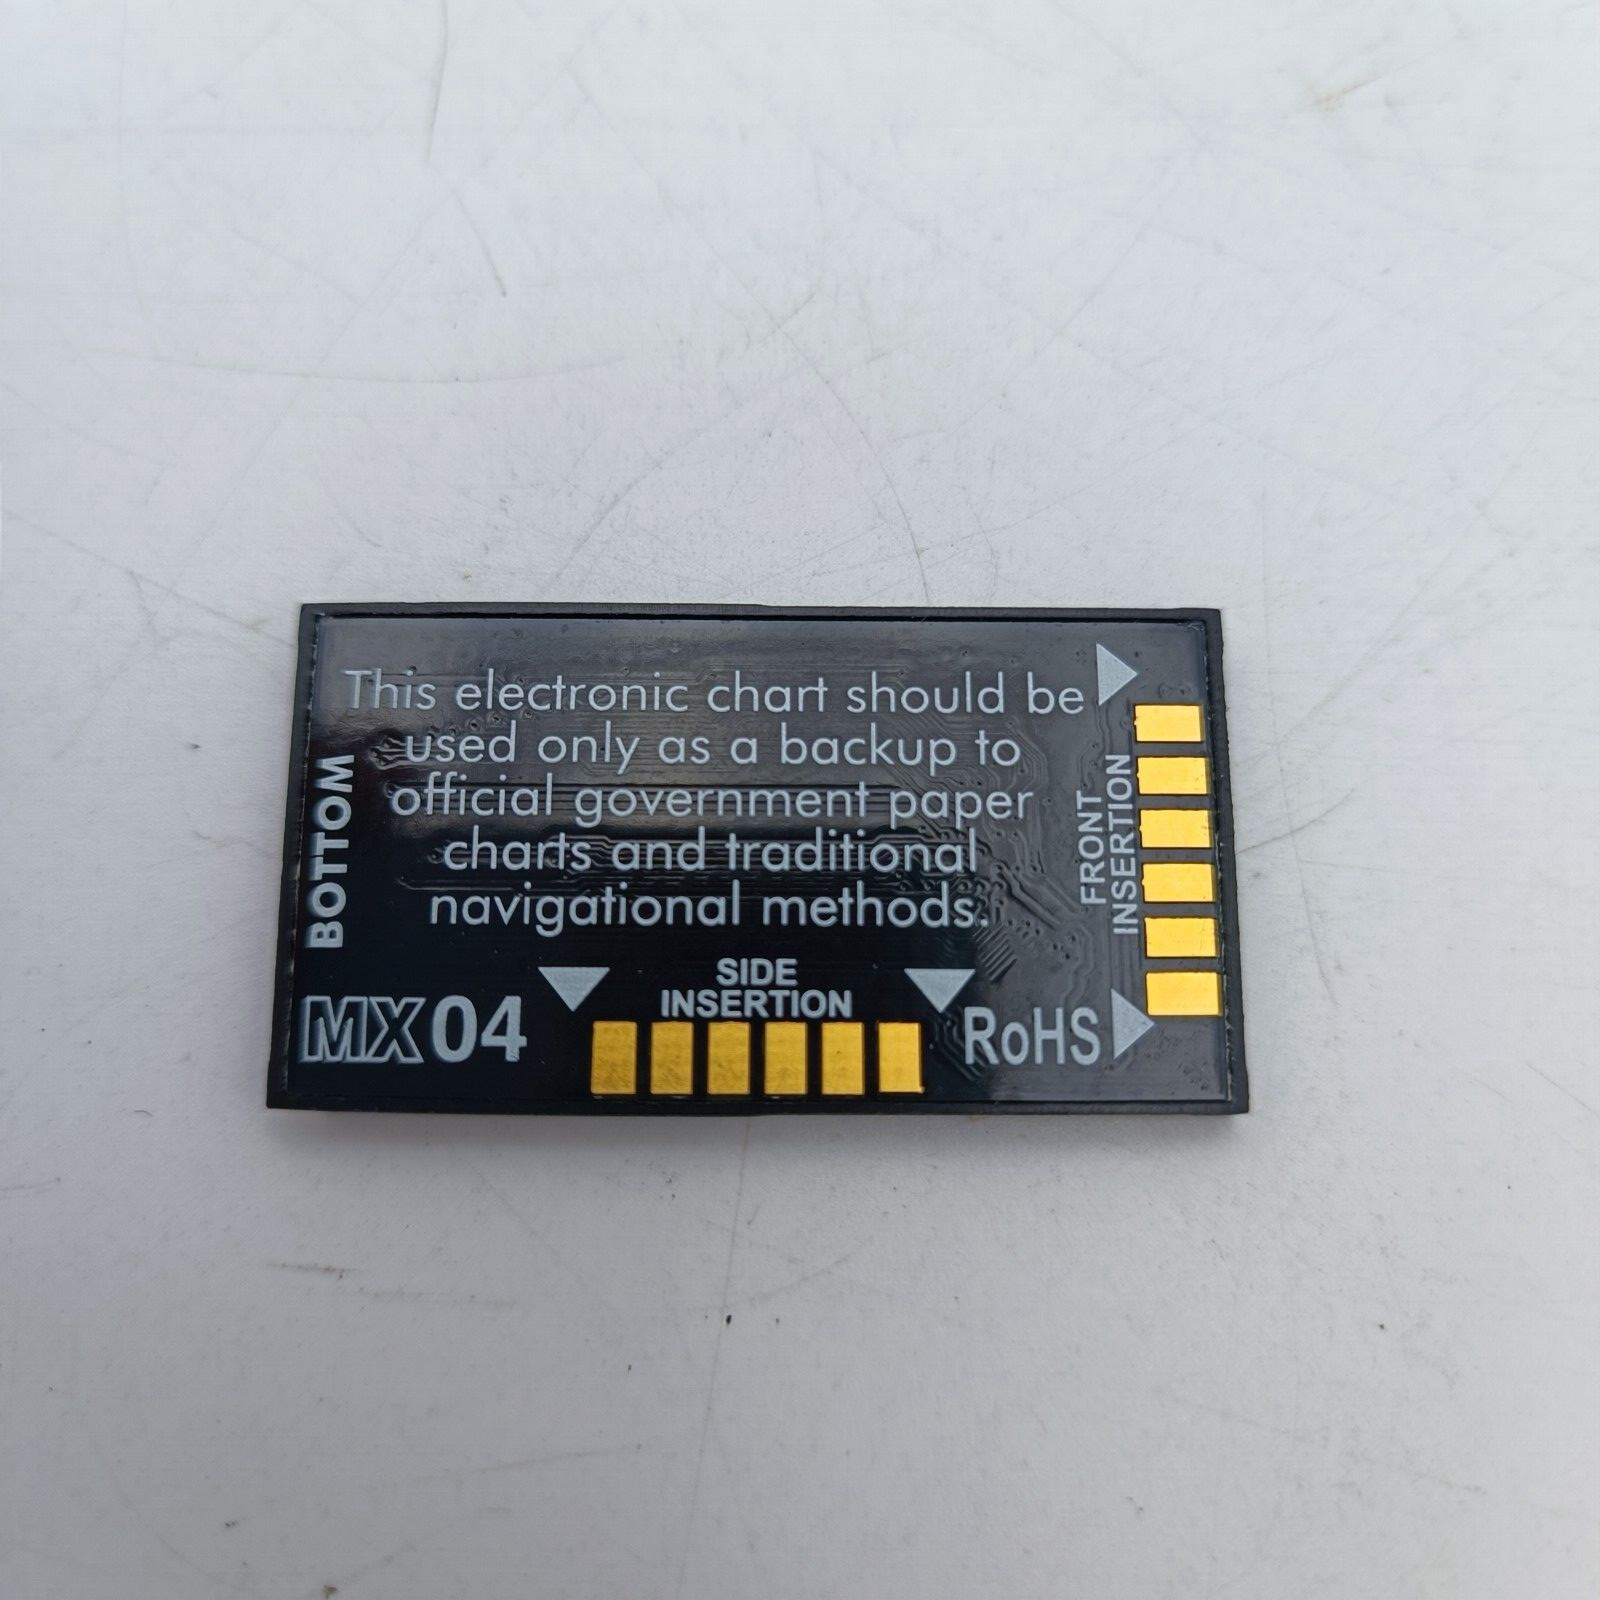 This electronic chart should be
used only as a backup to
official government paper
charts and traditional
navigational methods.
BOTTOM
FRONT
INSERTION
SIDE
INSERTION
MX04
RoHS